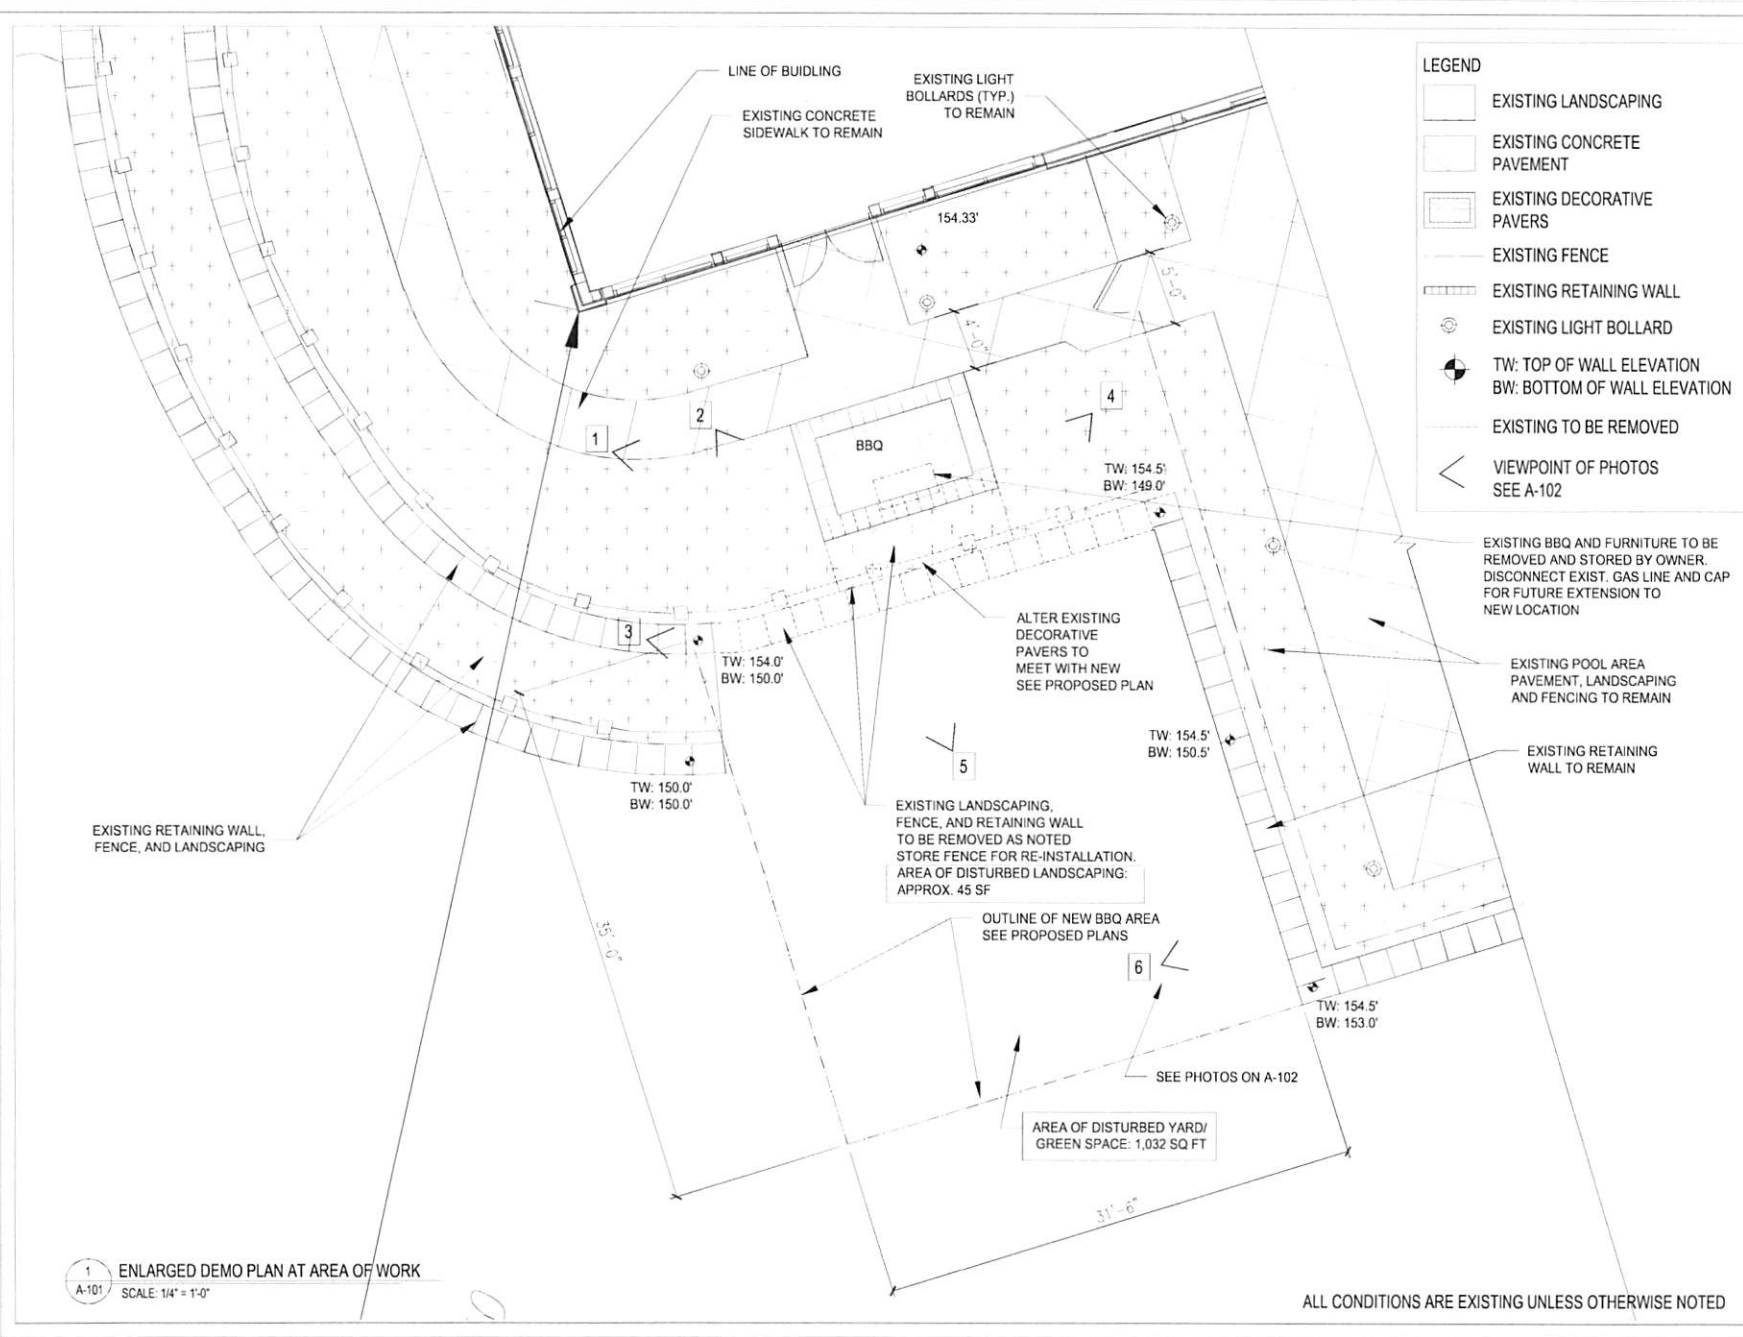 LINE OF BUIDLING
EXISTING CONCRETE
SIDEWALK TO REMAIN
EXISTING LIGHT
BOLLARDS (TYP.)
TO REMAIN
154.33'
5'-0"
4'-0"
1
2
BBQ
4
TW: 154.5'
BW: 149.0'
3
TW: 154.0'
BW: 150.0'
ALTER EXISTING
DECORATIVE
PAVERS TO
MEET WITH NEW
SEE PROPOSED PLAN
5
TW: 154.5'
BW: 150.5'
TW: 150.0'
BW: 150.0'
EXISTING RETAINING WALL,
FENCE, AND LANDSCAPING
EXISTING LANDSCAPING,
FENCE, AND RETAINING WALL
TO BE REMOVED AS NOTED
STORE FENCE FOR RE-INSTALLATION.
AREA OF DISTURBED LANDSCAPING:
APPROX. 45 SF
35'-0"
OUTLINE OF NEW BBQ AREA
SEE PROPOSED PLANS
6
TW: 154.5'
BW: 153.0'
SEE PHOTOS ON A-102
AREA OF DISTURBED YARD/
GREEN SPACE: 1,032 SQ FT
31'-6"
LEGEND
EXISTING LANDSCAPING
EXISTING CONCRETE
PAVEMENT
EXISTING DECORATIVE
PAVERS
EXISTING FENCE
EXISTING RETAINING WALL
EXISTING LIGHT BOLLARD
TW: TOP OF WALL ELEVATION
BW: BOTTOM OF WALL ELEVATION
EXISTING TO BE REMOVED
VIEWPOINT OF PHOTOS
SEE A-102
EXISTING BBQ AND FURNITURE TO BE
REMOVED AND STORED BY OWNER.
DISCONNECT EXIST. GAS LINE AND CAP
FOR FUTURE EXTENSION TO
NEW LOCATION
EXISTING POOL AREA
PAVEMENT, LANDSCAPING
AND FENCING TO REMAIN
EXISTING RETAINING
WALL TO REMAIN
1
A-101
ENLARGED DEMO PLAN AT AREA OF WORK
SCALE: 1/4" = 1'-0"
ALL CONDITIONS ARE EXISTING UNLESS OTHERWISE NOTED